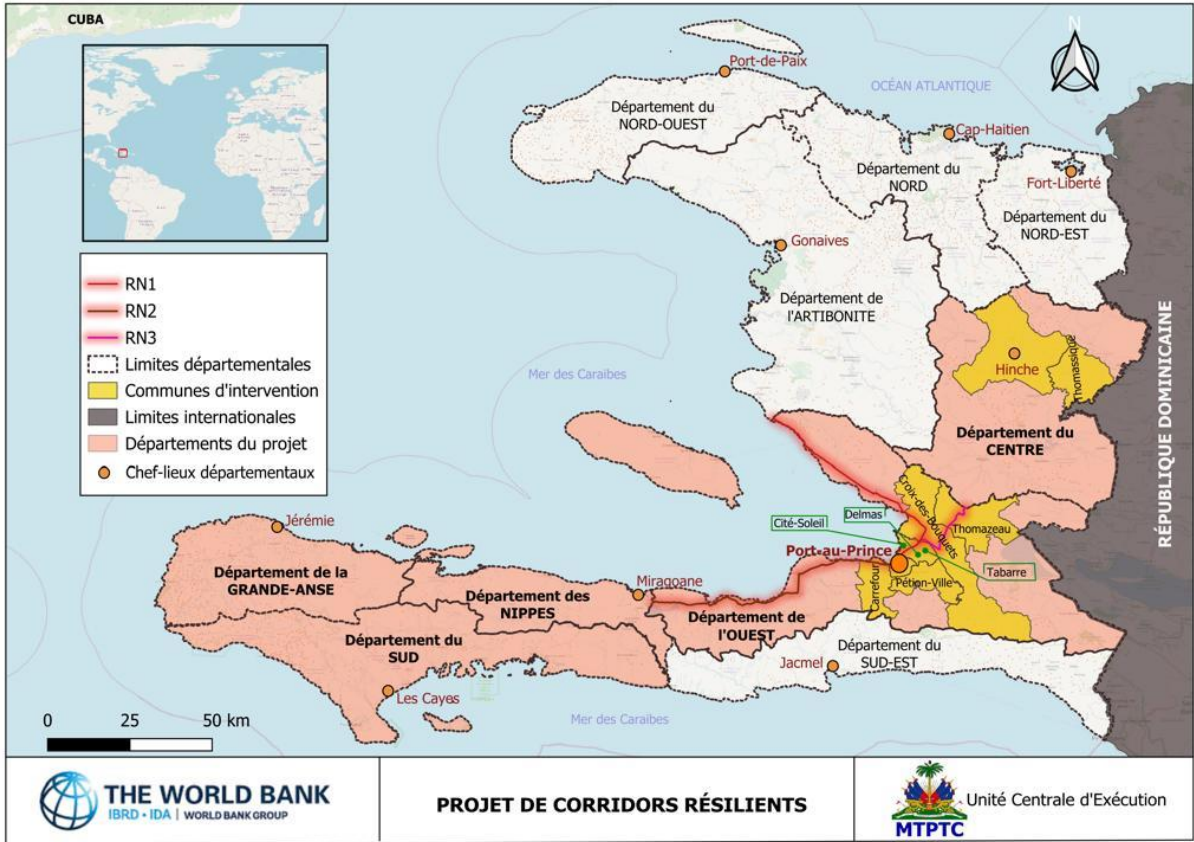 CUBA
N
Port-de-Paix
OCÉAN ATLANTIQUE
Département du
NORD-OUEST
Cap-Haïtien
Département du
NORD
Fort-Liberté
Département du
NORD-EST
Gonaives
Département de
l'ARTIBONITE
RN1
RN2
RN3
Limites départementales
Communes d'intervention
Limites internationales
Départements du projet
Chef-lieux départementaux
Mer des Caraïbes
Hinche
Thomassique
RÉPUBLIQUE DOMINICAINE
Département du
CENTRE
Croix-des-Bouquets
Delmas
Cité-Soleil
Thomazeau
Port-au-Prince
Tabarre
Carrefour
Pétion-Ville
Jérémie
Département de la
GRANDE-ANSE
Miragoane
Département des
NIPPES
Département de
l'OUEST
Département du
SUD
Département du
SUD-EST
Jacmel
Les Cayes
Mer des Caraïbes
0 25 50 km
THE WORLD BANK
IBRD • IDA | WORLD BANK GROUP
PROJET DE CORRIDORS RÉSILIENTS
MTPTC
Unité Centrale d'Exécution